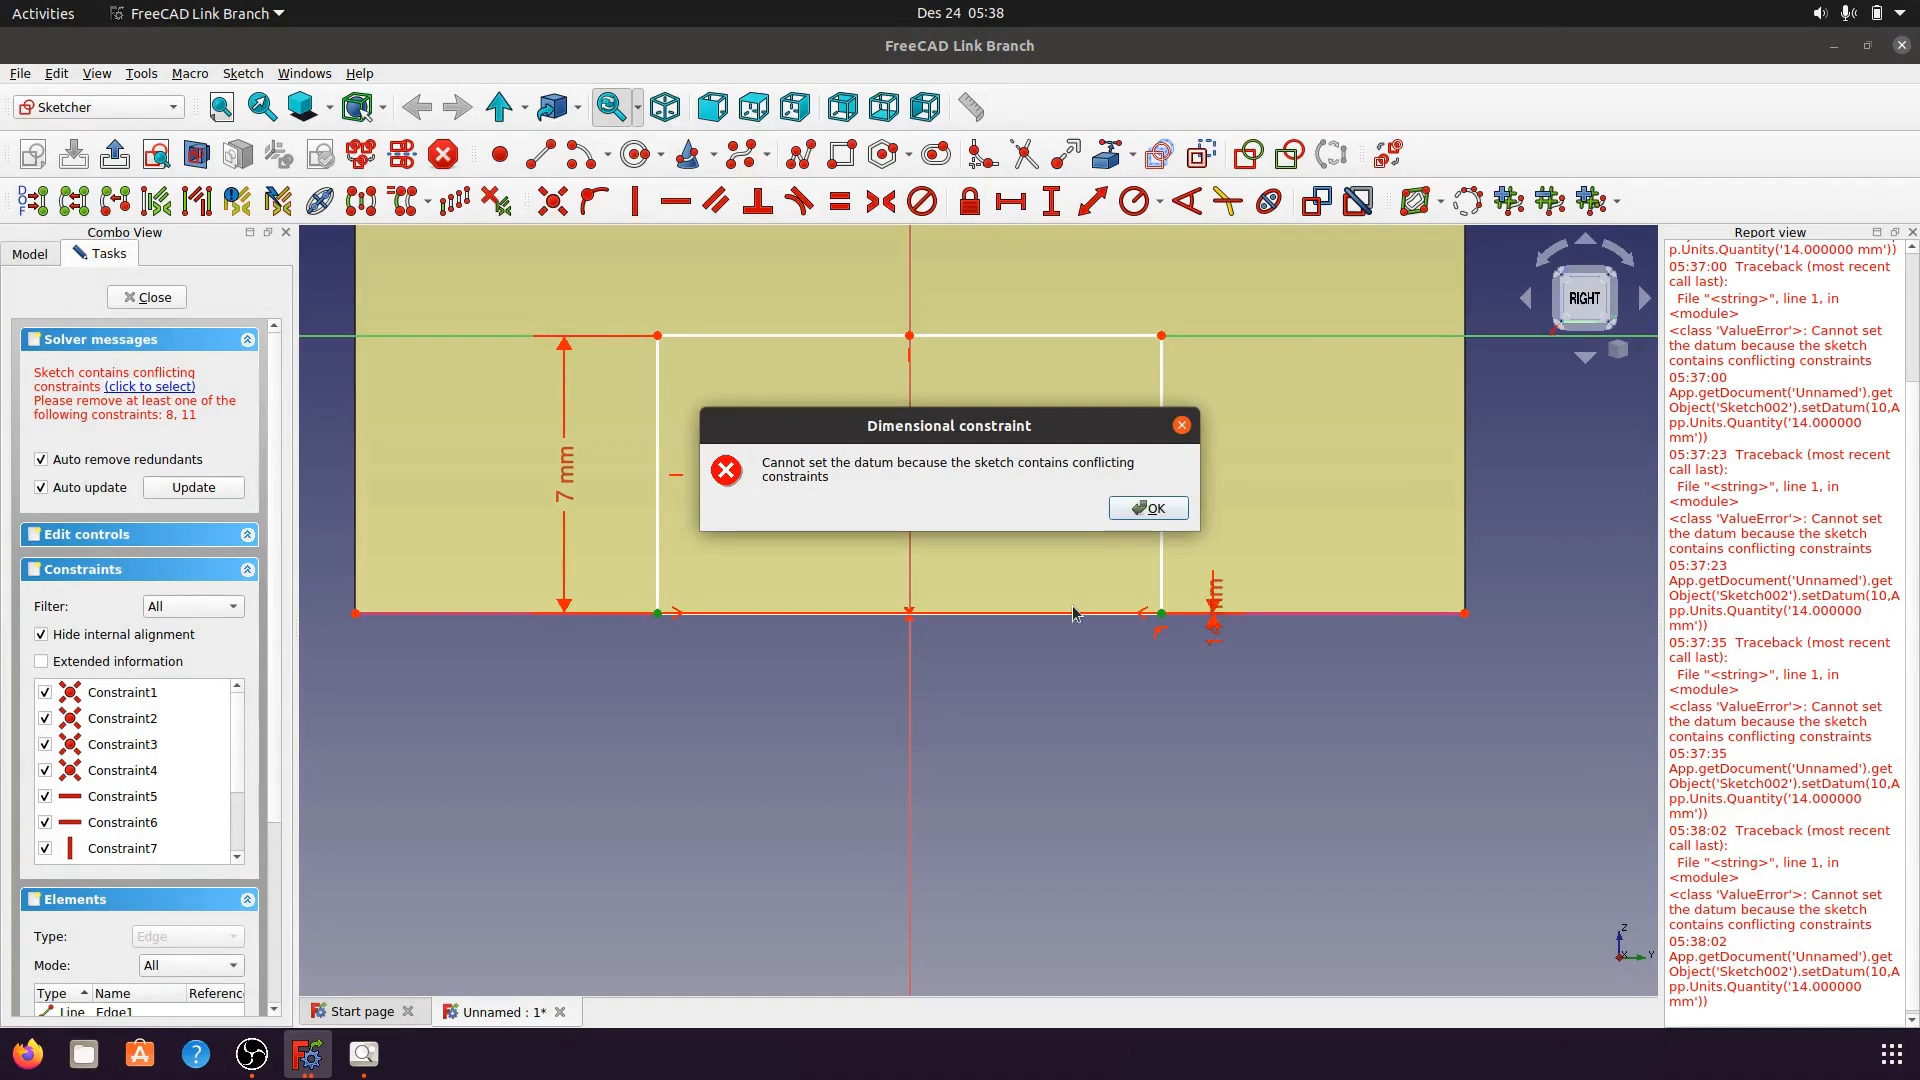 Activities
FreeCAD Link Branch
Des 24  05:38
FreeCAD Link Branch
File Edit View Tools Macro Sketch Windows Help
Sketcher
Combo View
Report view
Model
Tasks
Close
Solver messages
Sketch contains conflicting
constraints (click to select)
Please remove at least one of the
following constraints: 8, 11
Auto remove redundants
Auto update
Update
Edit controls
Constraints
Filter:
All
Hide internal alignment
Extended information
Constraint1
Constraint2
Constraint3
Constraint4
Constraint5
Constraint6
Constraint7
Elements
Type:
Edge
Mode:
All
Type
Name
Referenc
Line
Edge1
7 mm
RIGHT
Dimensional constraint
Cannot set the datum because the sketch contains conflicting
constraints
OK
Z
Y
Start page
Unnamed : 1*
p.Units.Quantity('14.000000 mm'))
05:37:00  Traceback (most recent
call last):
File "<string>", line 1, in
<module>
<class 'ValueError'>: Cannot set
the datum because the sketch
contains conflicting constraints
05:37:00
App.getDocument('Unnamed').get
Object('Sketch002').setDatum(10,A
pp.Units.Quantity('14.000000
mm'))
05:37:23  Traceback (most recent
call last):
File "<string>", line 1, in
<module>
<class 'ValueError'>: Cannot set
the datum because the sketch
contains conflicting constraints
05:37:23
App.getDocument('Unnamed').get
Object('Sketch002').setDatum(10,A
pp.Units.Quantity('14.000000
mm'))
05:37:35  Traceback (most recent
call last):
File "<string>", line 1, in
<module>
<class 'ValueError'>: Cannot set
the datum because the sketch
contains conflicting constraints
05:37:35
App.getDocument('Unnamed').get
Object('Sketch002').setDatum(10,A
pp.Units.Quantity('14.000000
mm'))
05:38:02  Traceback (most recent
call last):
File "<string>", line 1, in
<module>
<class 'ValueError'>: Cannot set
the datum because the sketch
contains conflicting constraints
05:38:02
App.getDocument('Unnamed').get
Object('Sketch002').setDatum(10,A
pp.Units.Quantity('14.000000
mm'))